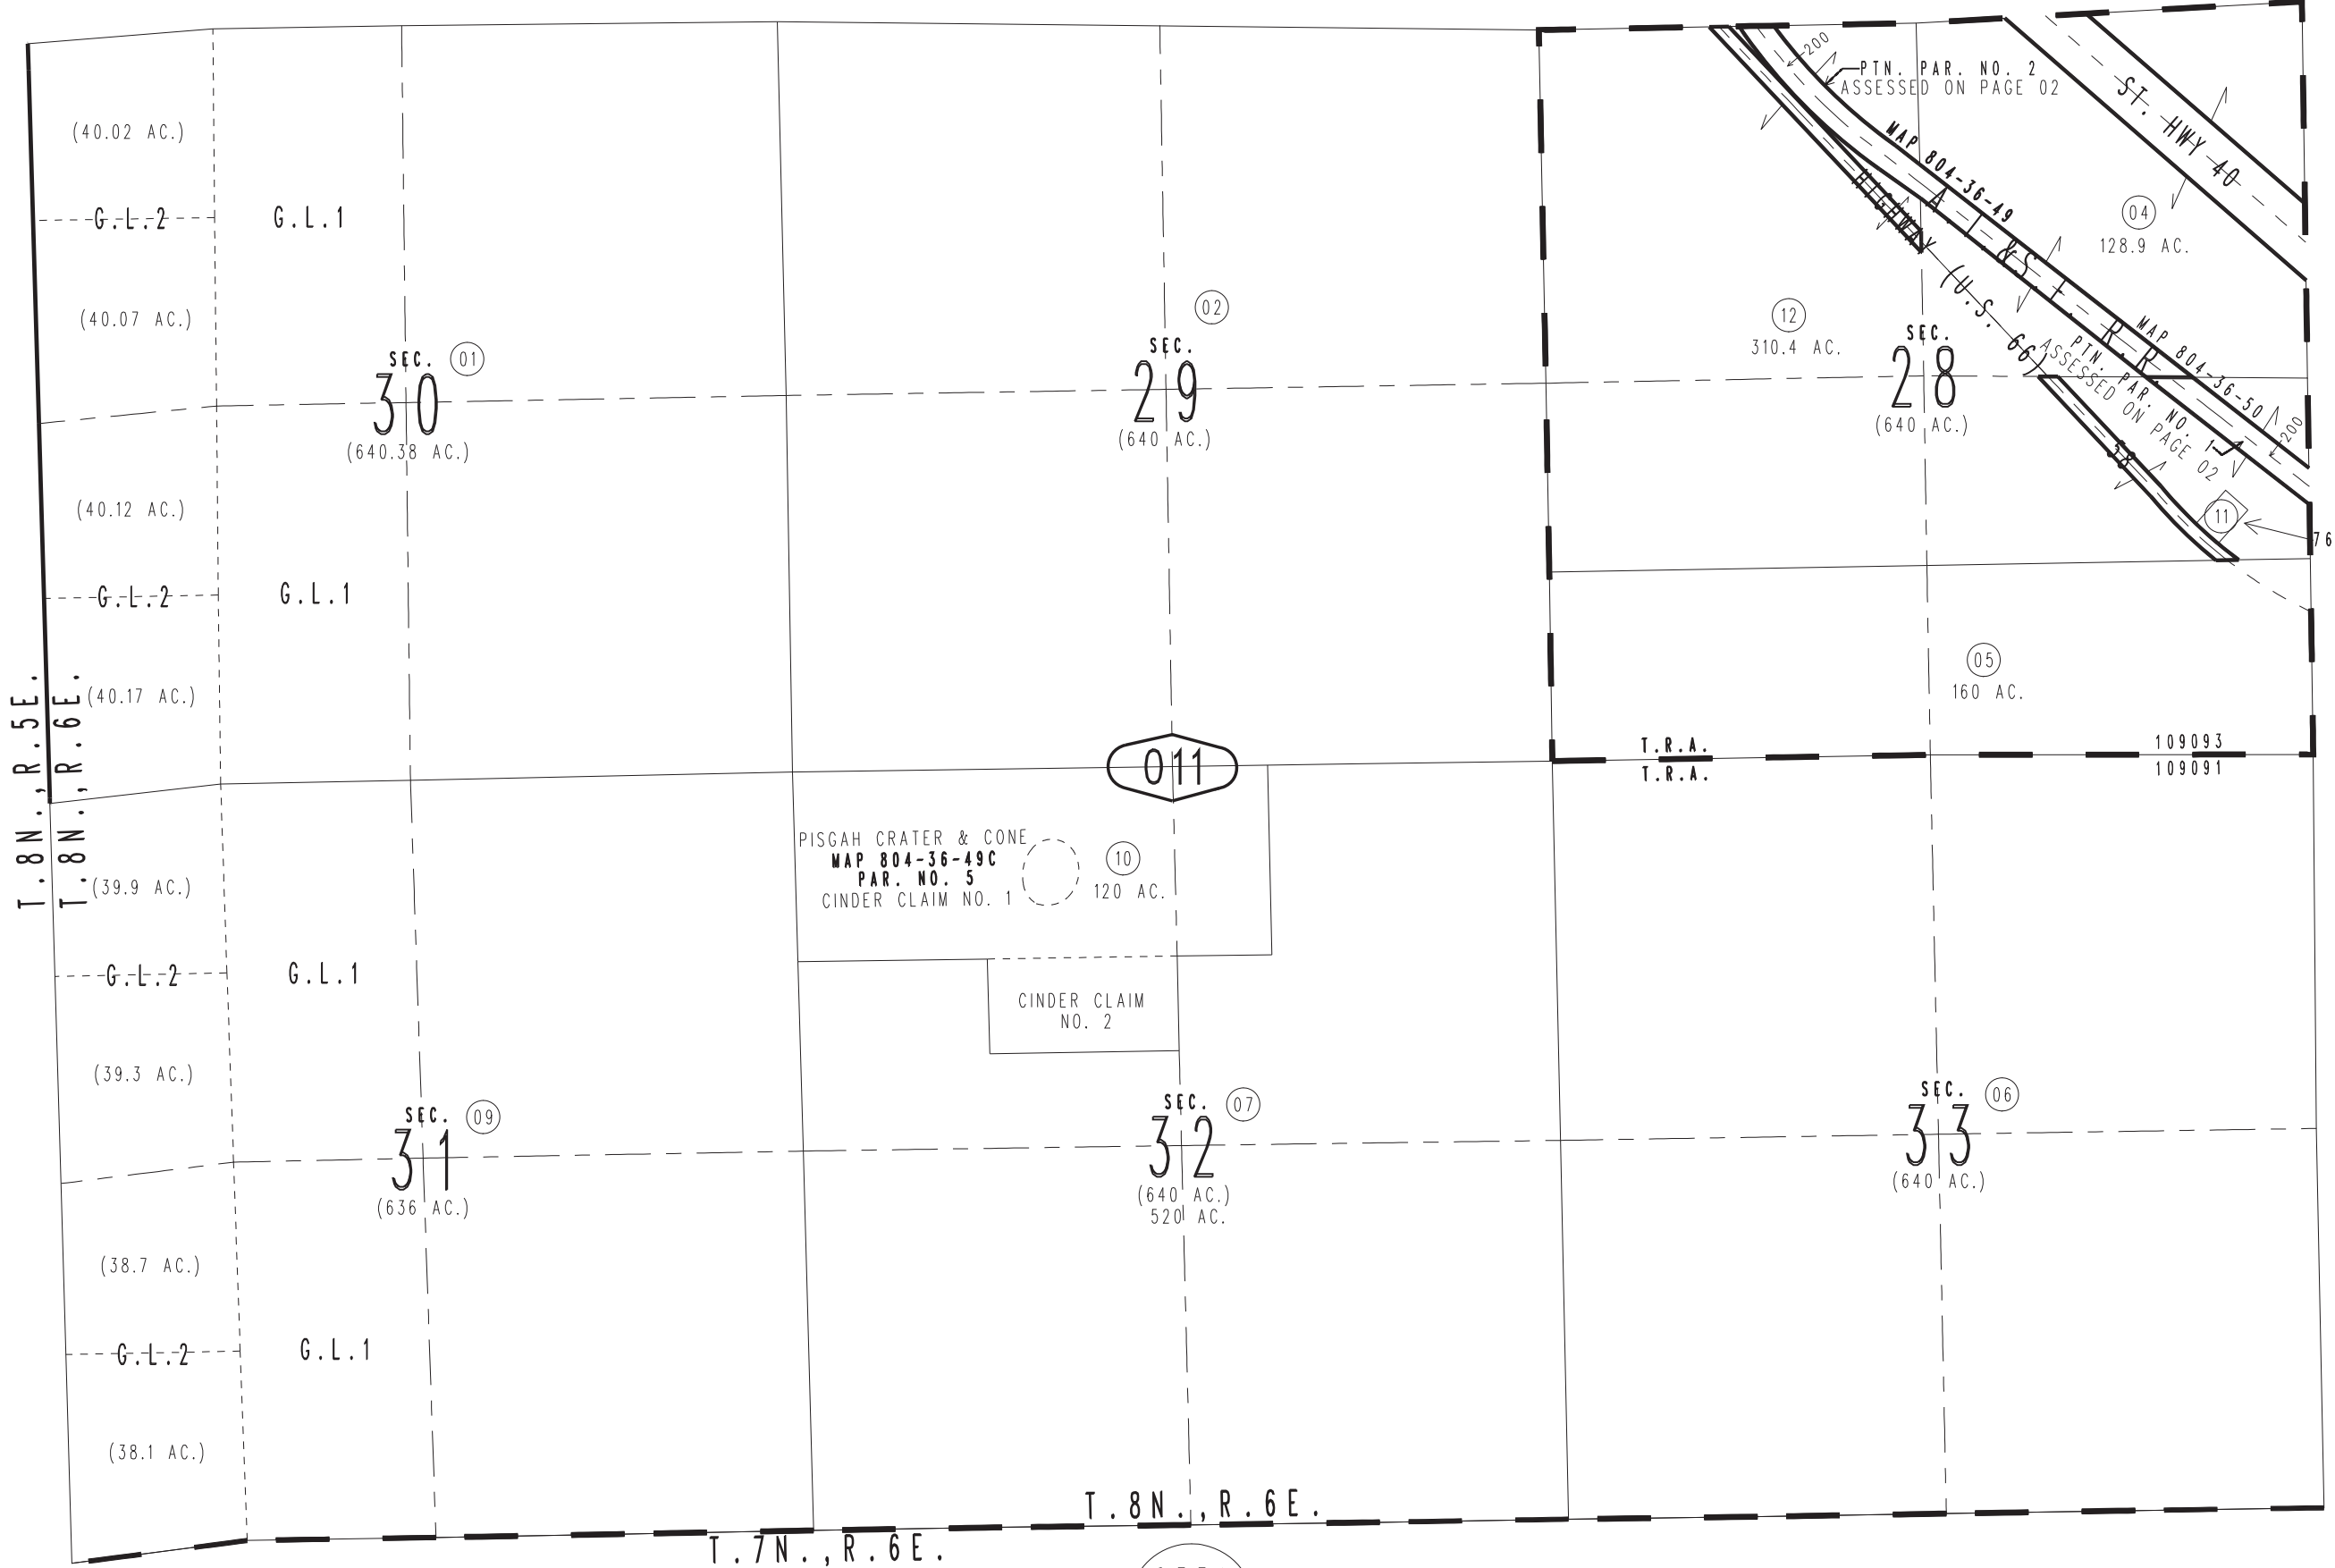 200
PTN. PAR. NO. 2
ASSESSED ON PAGE 02
ST. HWY 40
(40.02 AC.)
MAP 804-36-49
HIGHWAY
A. T. & S. F. R.R.
04
128.9 AC.
G.L.2
G.L.1
(U.S. 66)
(40.07 AC.)
02
12
310.4 AC.
MAP 804-36-50
PTN. PAR. NO. 1
ASSESSED ON PAGE 02
200
SEC.
01
30
(640.38 AC.)
SEC.
29
(640 AC.)
SEC.
28
(640 AC.)
38
(40.12 AC.)
11
76
G.L.2
G.L.1
(40.17 AC.)
05
160 AC.
T.8N.,R.5E.
T.8N.,R.6E.
T.R.A.
109093
T.R.A.
109091
011
PISGAH CRATER & CONE
MAP 804-36-49C
PAR. NO. 5
CINDER CLAIM NO. 1
10
120 AC.
(39.9 AC.)
G.L.2
G.L.1
CINDER CLAIM
NO. 2
(39.3 AC.)
SEC.
09
31
(636 AC.)
SEC.
07
32
(640 AC.)
520 AC.
SEC.
06
33
(640 AC.)
(38.7 AC.)
G.L.2
G.L.1
(38.1 AC.)
T.8N.,R.6E.
T.7N.,R.6E.